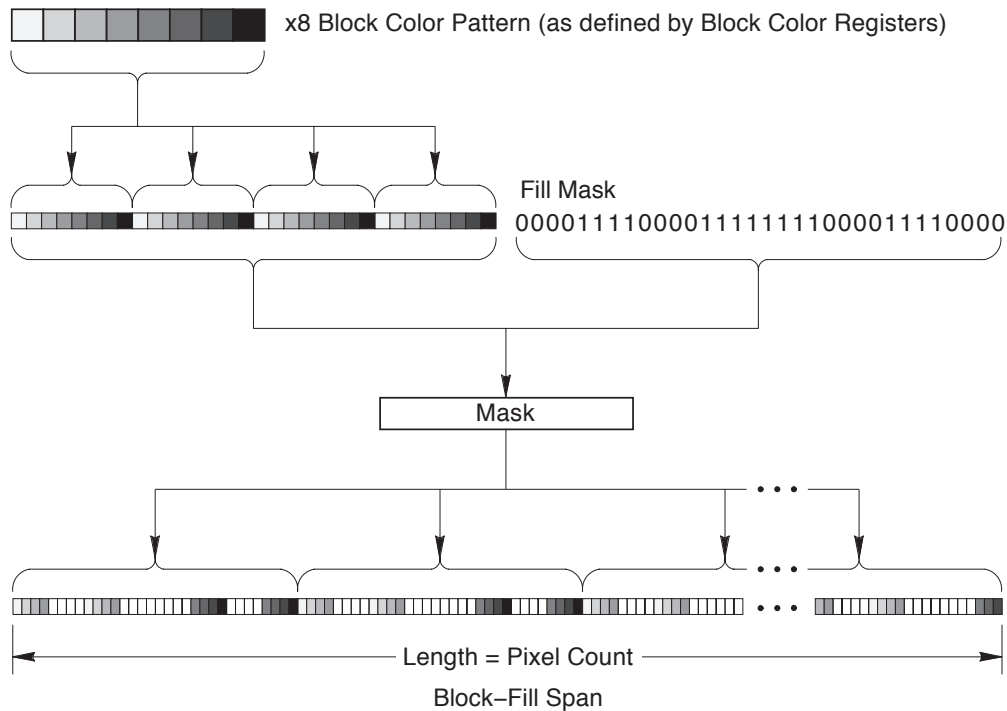 x8 Block Color Pattern (as defined by Block Color Registers)
Fill Mask
00001111000011111111000011110000
Mask
Length = Pixel Count
Block–Fill Span